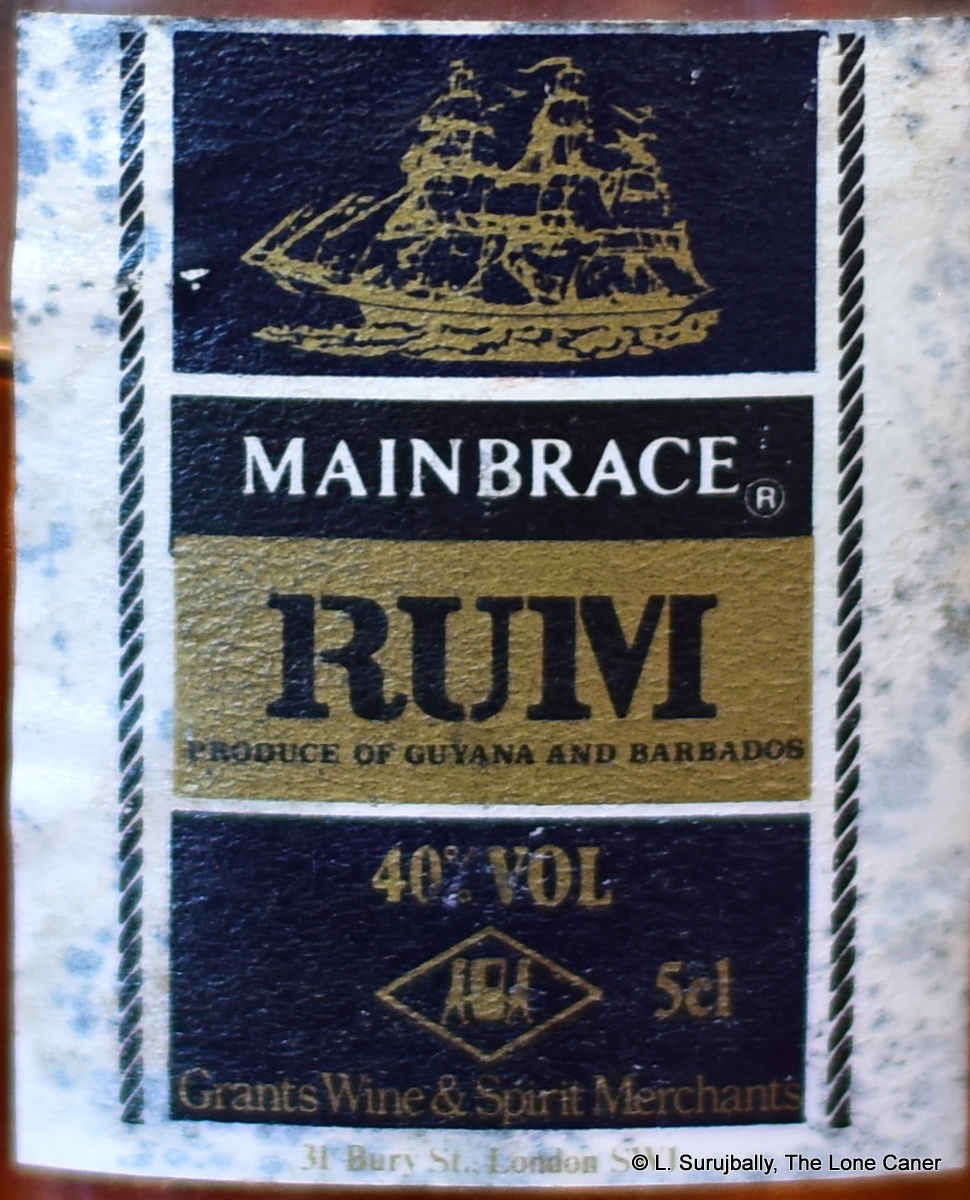 MAINBRACE ®
RUM
PRODUCE OF GUYANA AND BARBADOS
40% VOL
5cl
Grants Wine & Spirit Merchants
31 Bury St., London
© L. Surujbally, The Lone Caner